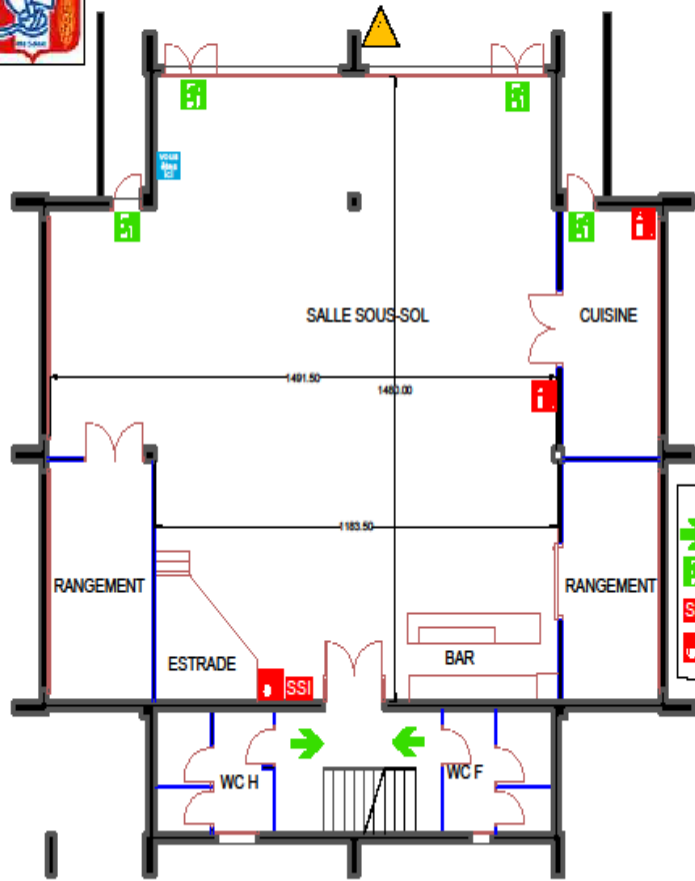 vous
êtes
ici
SALLE SOUS-SOL
CUISINE
1491.50
1480.00
1183.50
RANGEMENT
RANGEMENT
ESTRADE
BAR
SSI
WC H
WC F